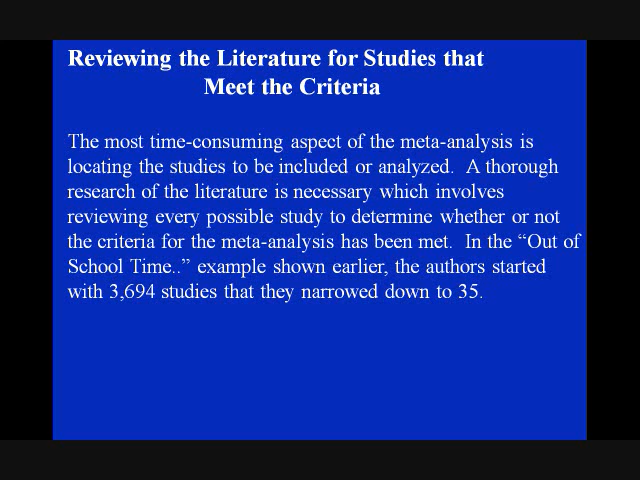 Reviewing the Literature for Studies that
Meet the Criteria
The most time-consuming aspect of the meta-analysis is
locating the studies to be included or analyzed.  A thorough
research of the literature is necessary which involves
reviewing every possible study to determine whether or not
the criteria for the meta-analysis has been met.  In the “Out of
School Time..” example shown earlier, the authors started
with 3,694 studies that they narrowed down to 35.